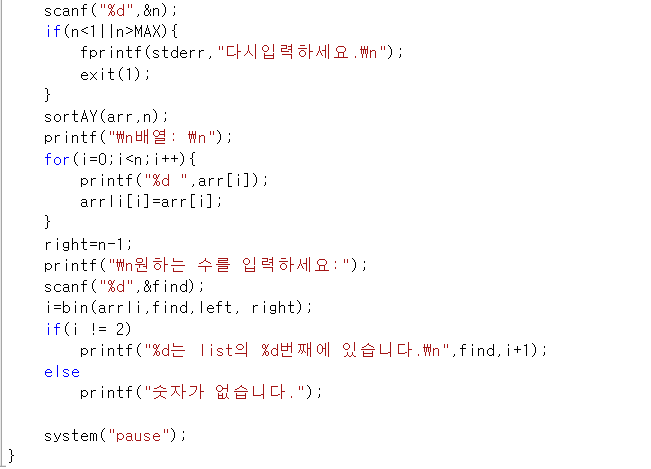 scanf("%d",&n);
if(n<1||n>MAX){
fprintf(stderr,"다시입력하세요.₩n");
exit(1);
}
sortAY(arr,n);
printf("₩n배열: ₩n");
for(i=0;i<n;i++){
printf("%d ",arr[i]);
arrli[i]=arr[i];
}
right=n-1;
printf("₩n원하는 수를 입력하세요:");
scanf("%d",&find);
i=bin(arrli,find,left, right);
if(i != 2)
printf("%d는 list의 %d번째에 있습니다.₩n",find,i+1);
else
printf("숫자가 없습니다.");
system("pause");
}